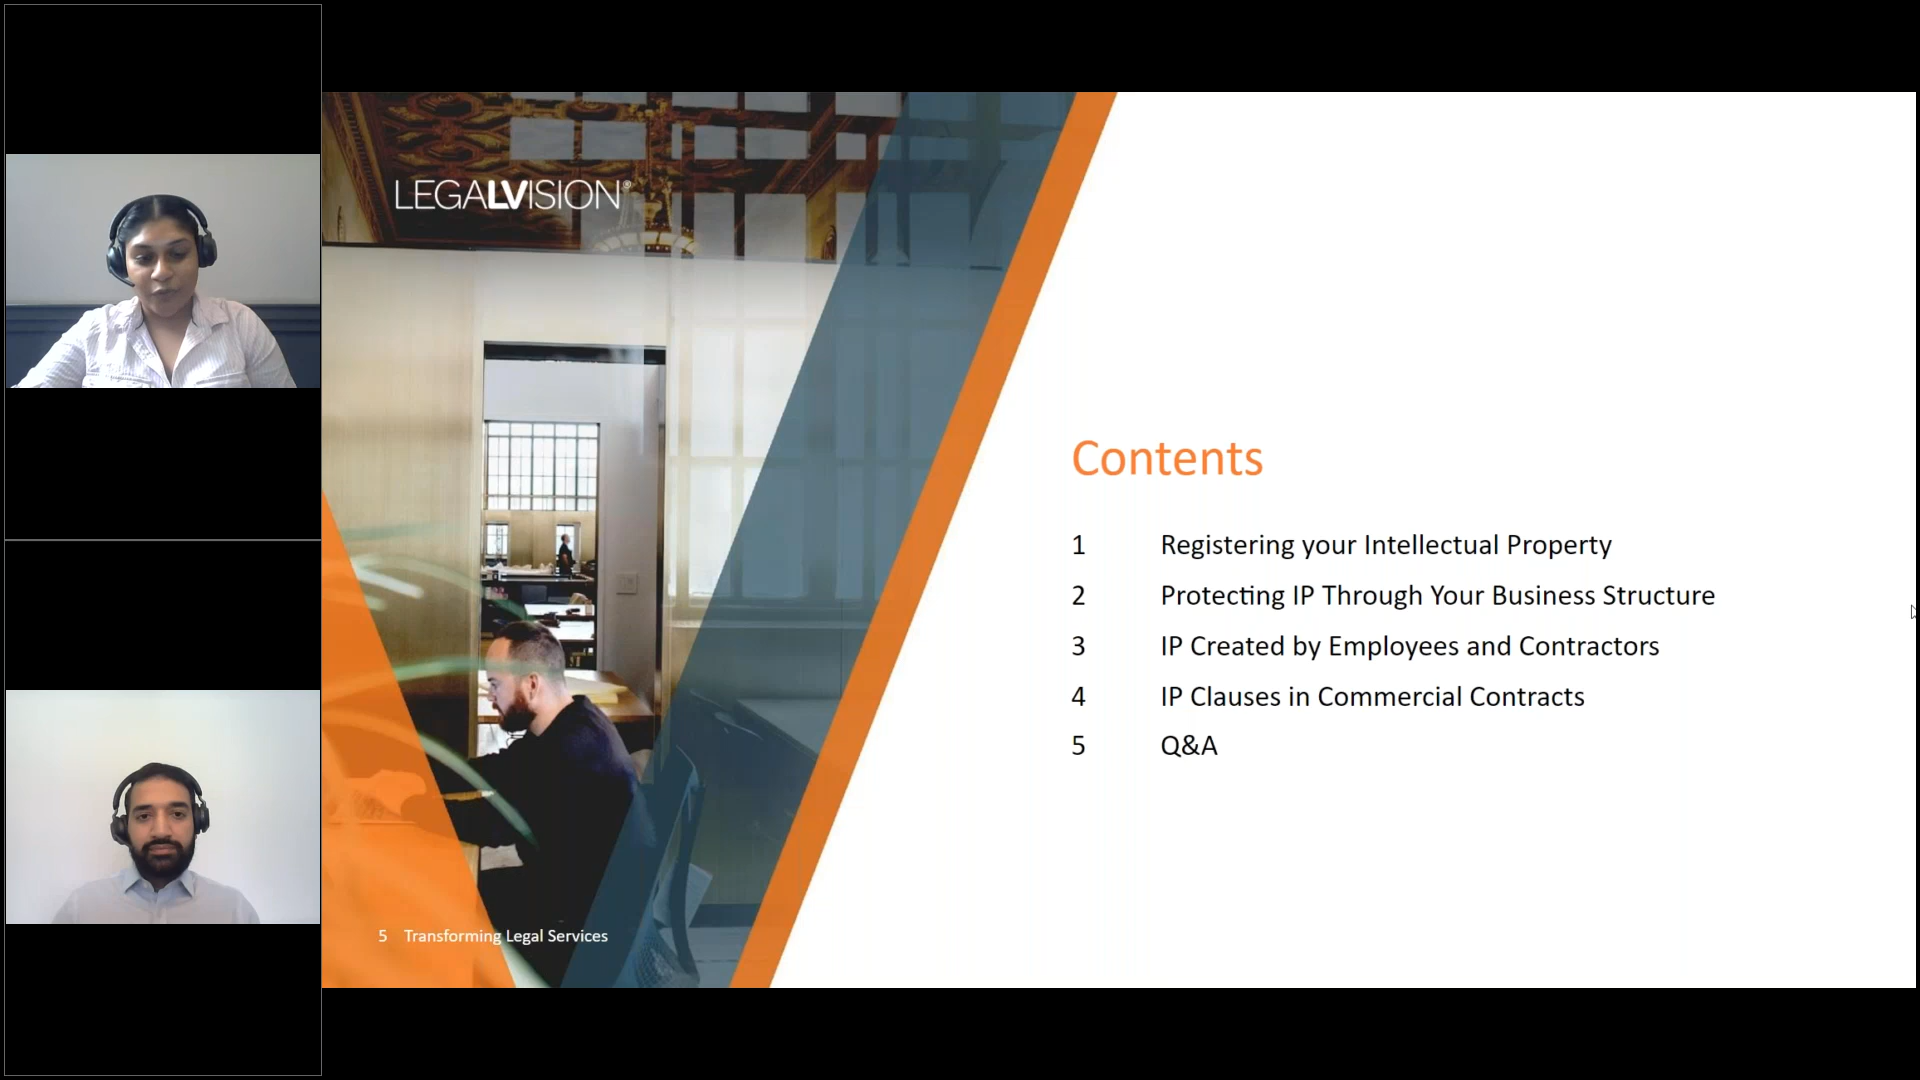 LEGALVISION®
Contents
1 Registering your Intellectual Property
2 Protecting IP Through Your Business Structure
3 IP Created by Employees and Contractors
4 IP Clauses in Commercial Contracts
5 Q&A
5 Transforming Legal Services